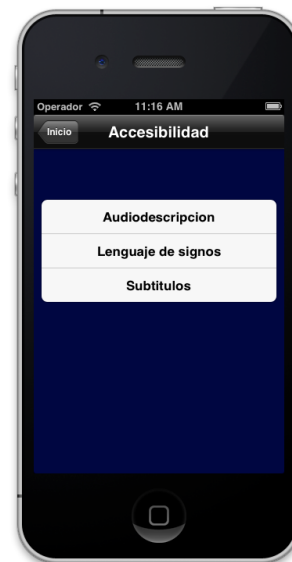 Operador 11:16 AM
Inicio Accesibilidad
Audiodescripcion
Lenguaje de signos
Subtitulos